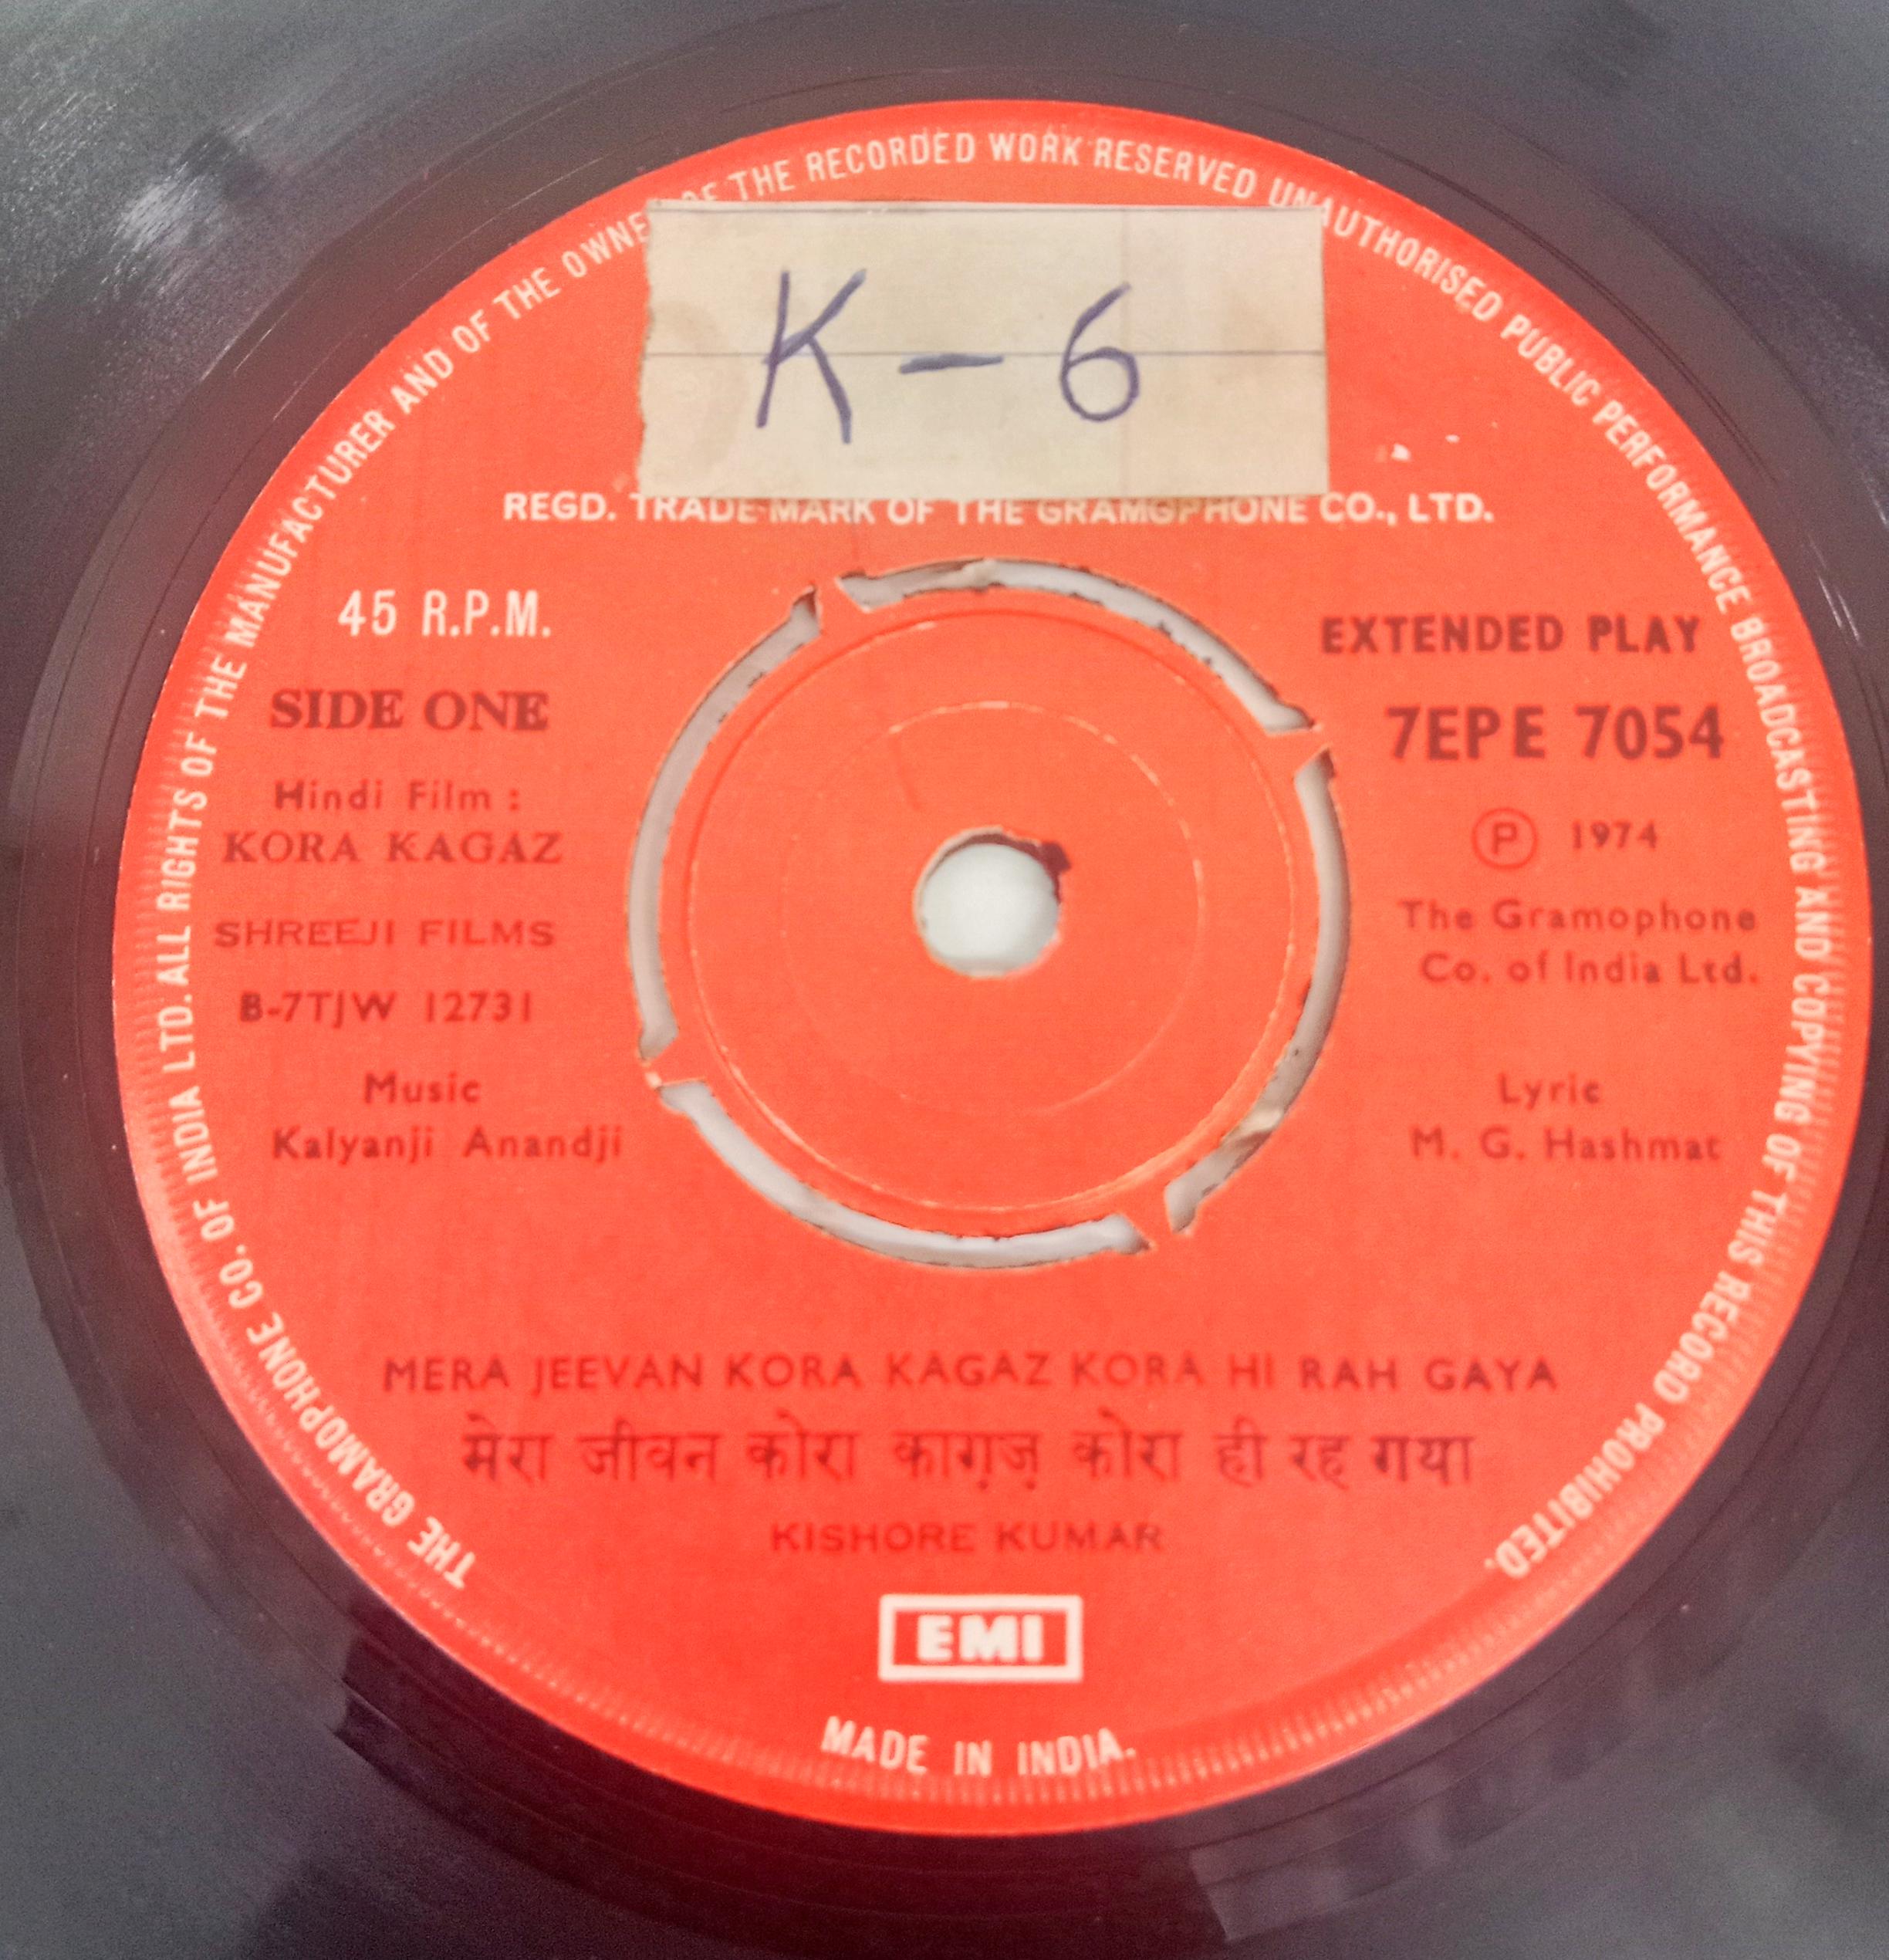 THE GRAMOPHONE CO. OF INDIA LTD. ALL RIGHTS OF THE MANUFACTURER AND OF THE OWNE OF THE RECORDED WORK RESERVED UNAUTHORISED PUBLIC PERFORMANCE BROADCASTING AND COPYING OF THIS RECORD PROHIBITED.
K-6
REGD. TRADE MARK OF THE GRAMOPHONE CO., LTD.
45 R.P.M.
SIDE ONE
Hindi Film :
KORA KAGAZ
SHREEJI FILMS
B-7TJW 12731
Music
Kalyanji Anandji
EXTENDED PLAY
7EPE 7054
Ⓟ 1974
The Gramophone
Co. of India Ltd.
Lyric
M. G. Hashmat
MERA JEEVAN KORA KAGAZ KORA HI RAH GAYA
मेरा जीवन कोरा काग़ज़ कोरा ही रह गया
KISHORE KUMAR
EMI
MADE IN INDIA.